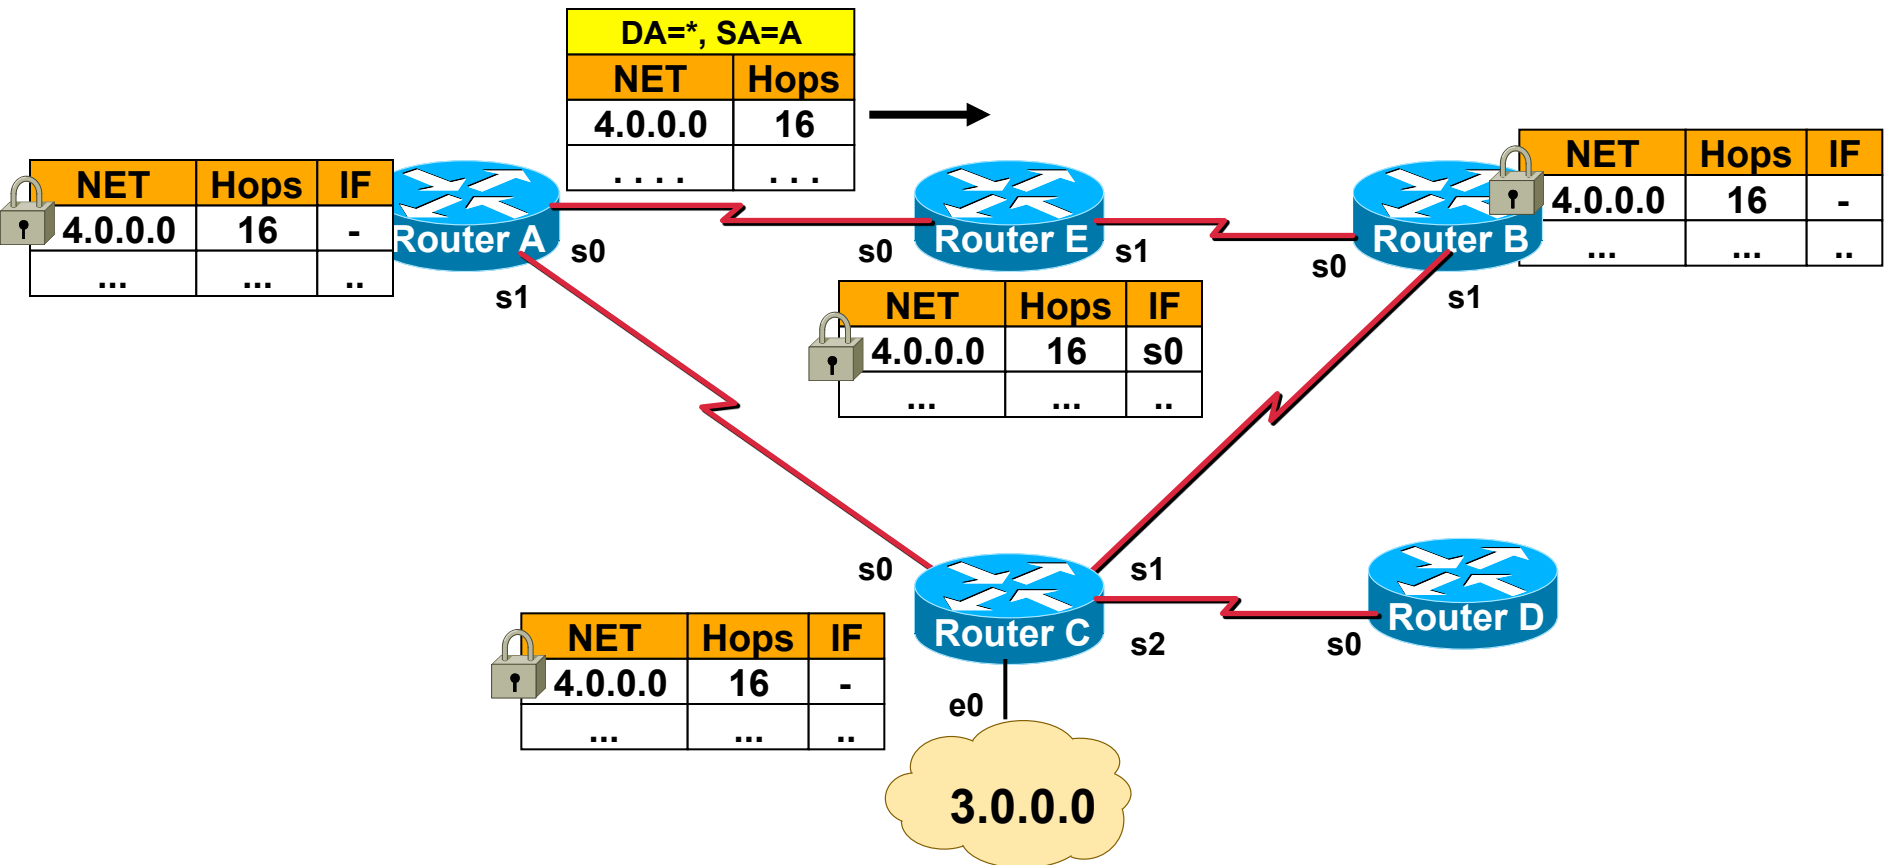 DA=*, SA=A
NET Hops
4.0.0.0 16
. . . . . . .
NET Hops IF
4.0.0.0 16 -
... ... ..
Router A
s0
s1
s0
Router E
s1
s0
Router B
s1
NET Hops IF
4.0.0.0 16 -
... ... ..
NET Hops IF
4.0.0.0 16 s0
... ... ..
s0
Router C
s1
s2
s0
Router D
NET Hops IF
4.0.0.0 16 -
... ... ..
e0
3.0.0.0